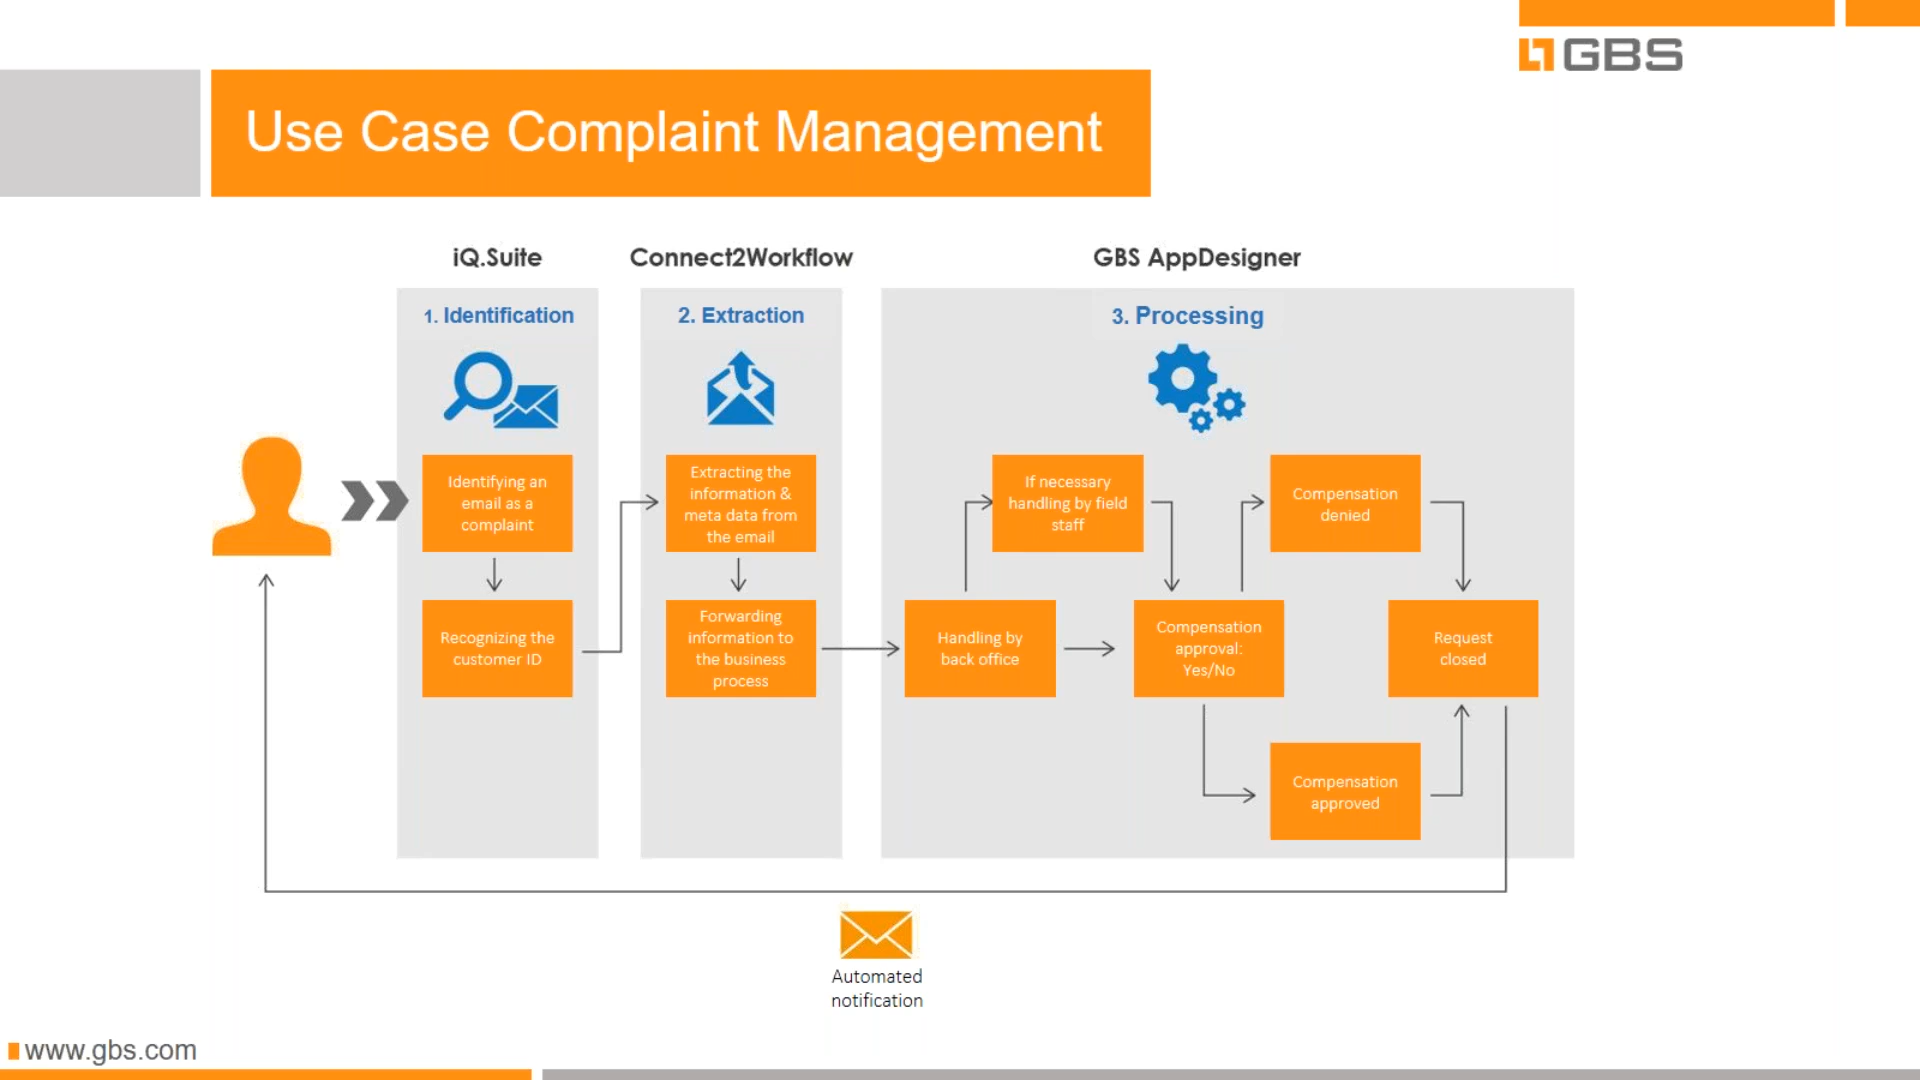 GBS
Use Case Complaint Management
iQ.Suite
Connect2Workflow
GBS AppDesigner
1. Identification
2. Extraction
3. Processing
Identifying an
email as a
complaint
Recognizing the
customer ID
Extracting the
information &
meta data from
the email
Forwarding
information to
the business
process
If necessary
handling by field
staff
Handling by
back office
Compensation
approval:
Yes/No
Compensation
denied
Compensation
approved
Request
closed
Automated
notification
www.gbs.com